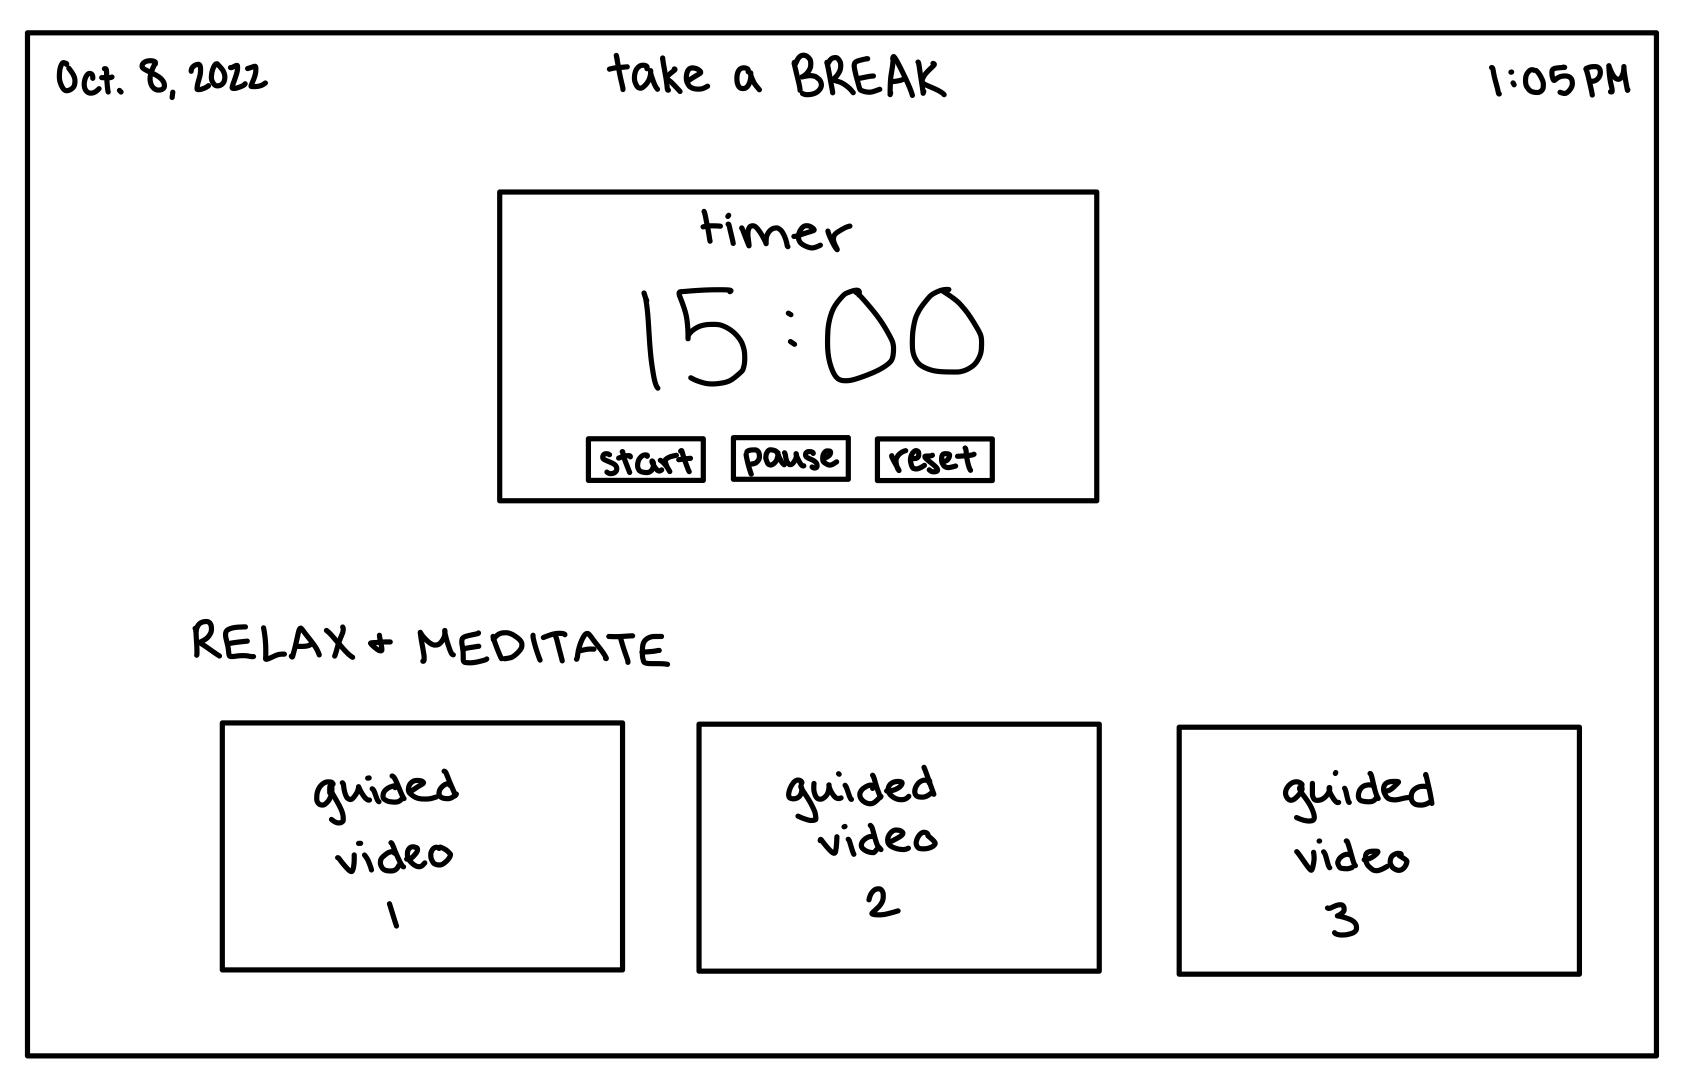 Oct. 8, 2022
take a BREAK
1:05 PM
timer
15:00
start
pause
reset
RELAX + MEDITATE
guided
video
1
guided
video
2
guided
video
3